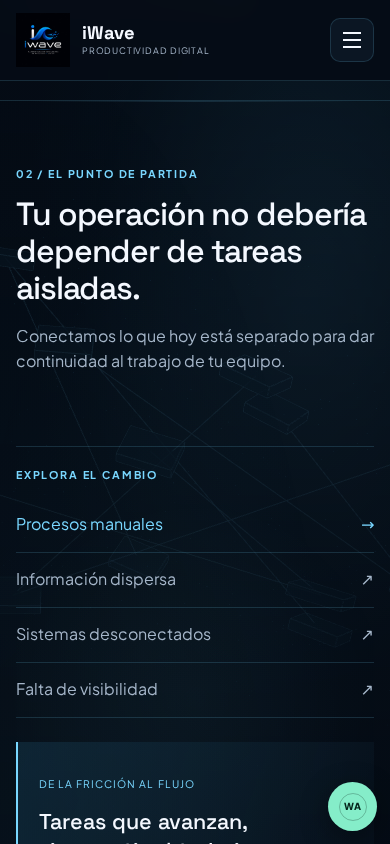 iWave
iWave
PRODUCTIVIDAD DIGITAL
02 / EL PUNTO DE PARTIDA
Tu operación no debería
depender de tareas
aisladas.
Conectamos lo que hoy está separado para dar
continuidad al trabajo de tu equipo.
EXPLORA EL CAMBIO
Procesos manuales →
Información dispersa ↗
Sistemas desconectados ↗
Falta de visibilidad ↗
DE LA FRICCIÓN AL FLUJO
WA
Tareas que avanzan,